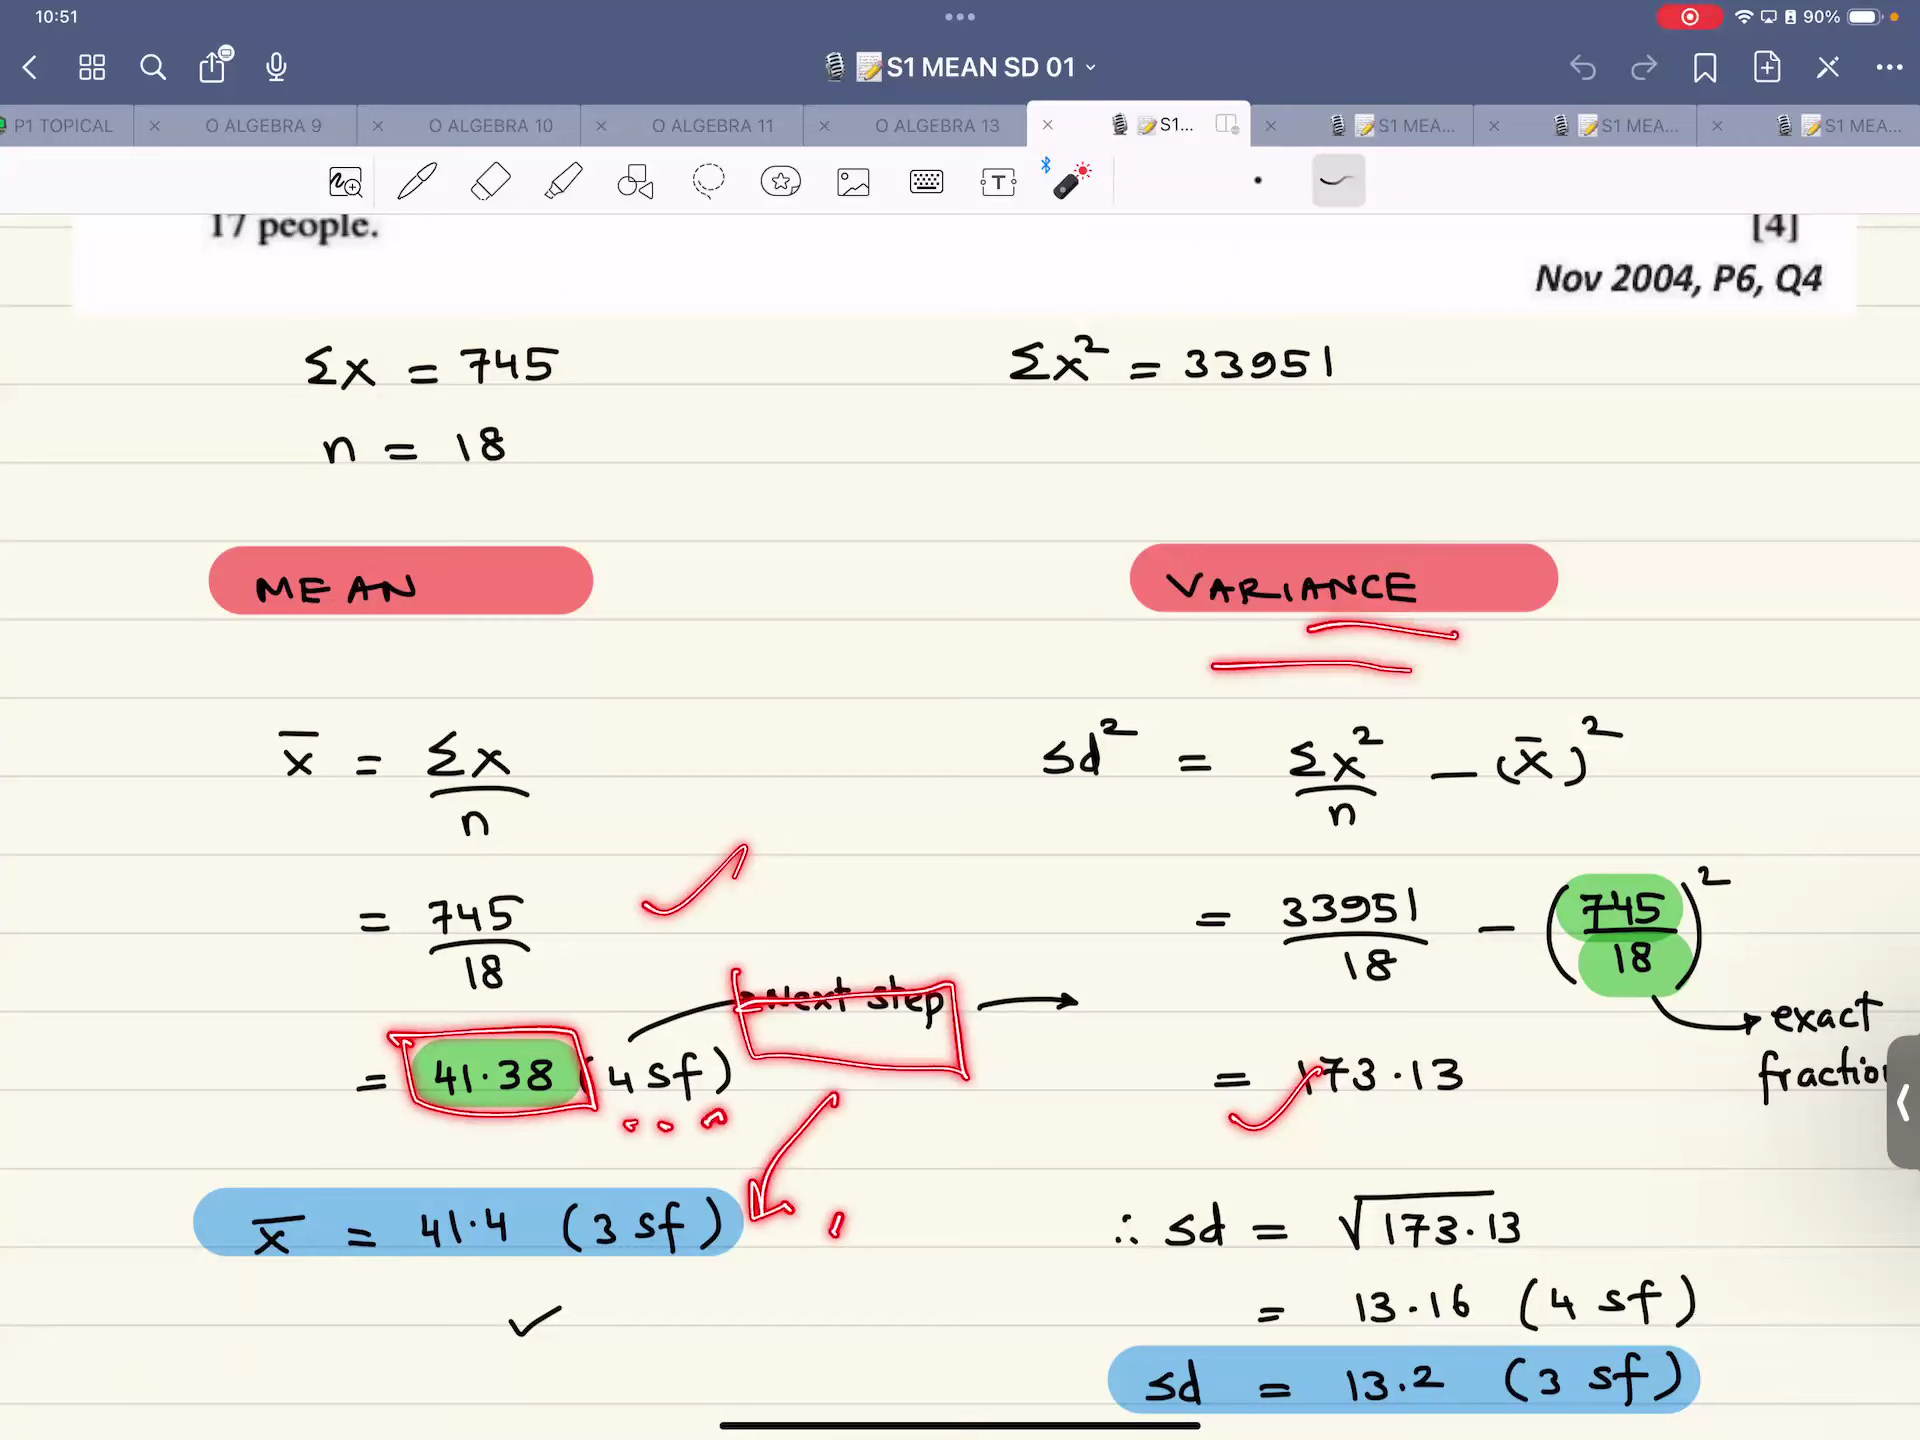 10:51
90%
S1 MEAN SD 01
P1 TOPICAL
O ALGEBRA 9
O ALGEBRA 10
O ALGEBRA 11
O ALGEBRA 13
S1...
S1 MEA...
S1 MEA...
S1 MEA...
17 people. [4]
Nov 2004, P6, Q4
Σx = 745
Σx² = 33951
n = 18
MEAN
VARIANCE
x̄ = Σx/n
sd² = Σx²/n − (x̄)²
= 745/18
= 33951/18 − (745/18)²
Next step
exact
fraction
= 41.38 (4 sf)
= 173.13
x̄ = 41.4 (3 sf)
∴ sd = √173.13
= 13.16 (4 sf)
sd = 13.2 (3 sf)